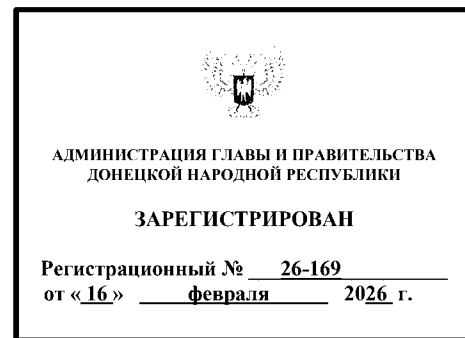 АДМИНИСТРАЦИЯ ГЛАВЫ И ПРАВИТЕЛЬСТВА
ДОНЕЦКОЙ НАРОДНОЙ РЕСПУБЛИКИ
ЗАРЕГИСТРИРОВАН
Регистрационный № 26-169
от « 16 » февраля 2026 г.